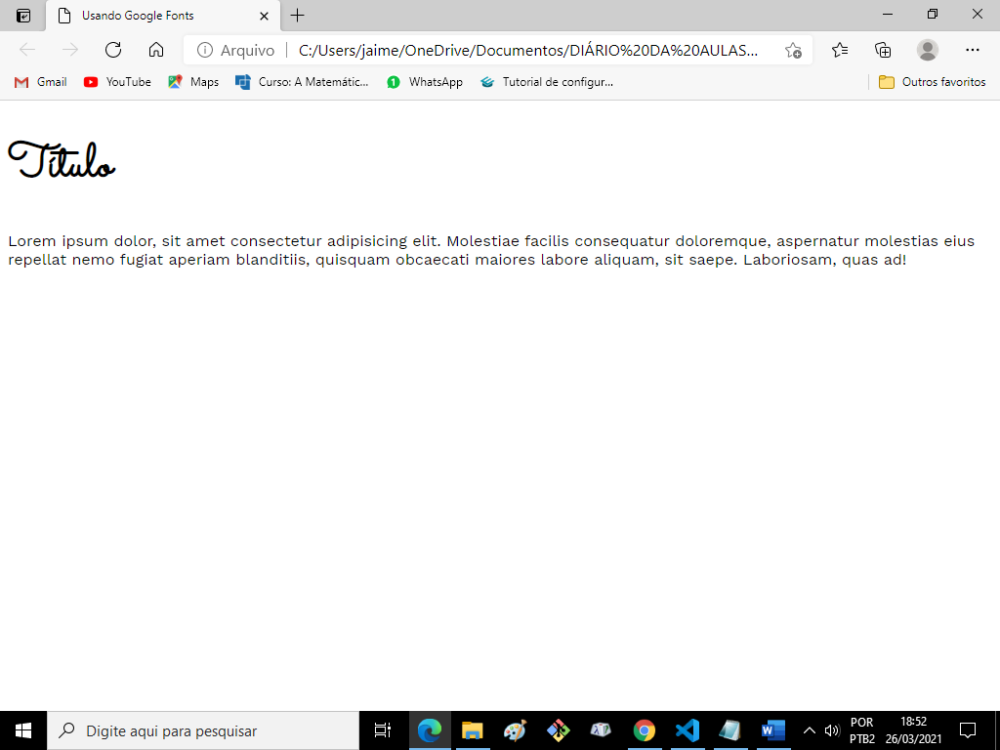 Usando Google Fonts
Arquivo
C:/Users/jaime/OneDrive/Documentos/DIÁRIO%20DA%20AULAS...
Gmail
YouTube
Maps
Curso: A Matemátic...
WhatsApp
Tutorial de configur...
Outros favoritos
Título
Lorem ipsum dolor, sit amet consectetur adipisicing elit. Molestiae facilis consequatur doloremque, aspernatur molestias eius
repellat nemo fugiat aperiam blanditiis, quisquam obcaecati maiores labore aliquam, sit saepe. Laboriosam, quas ad!
Digite aqui para pesquisar
POR
PTB2
18:52
26/03/2021